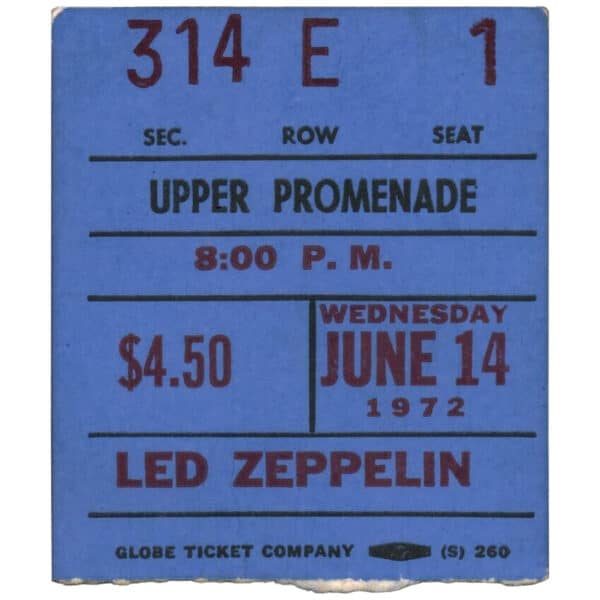 314 E 1
SEC. ROW SEAT
UPPER PROMENADE
8:00 P. M.
$4.50
WEDNESDAY
JUNE 14
1972
LED ZEPPELIN
GLOBE TICKET COMPANY (S) 260